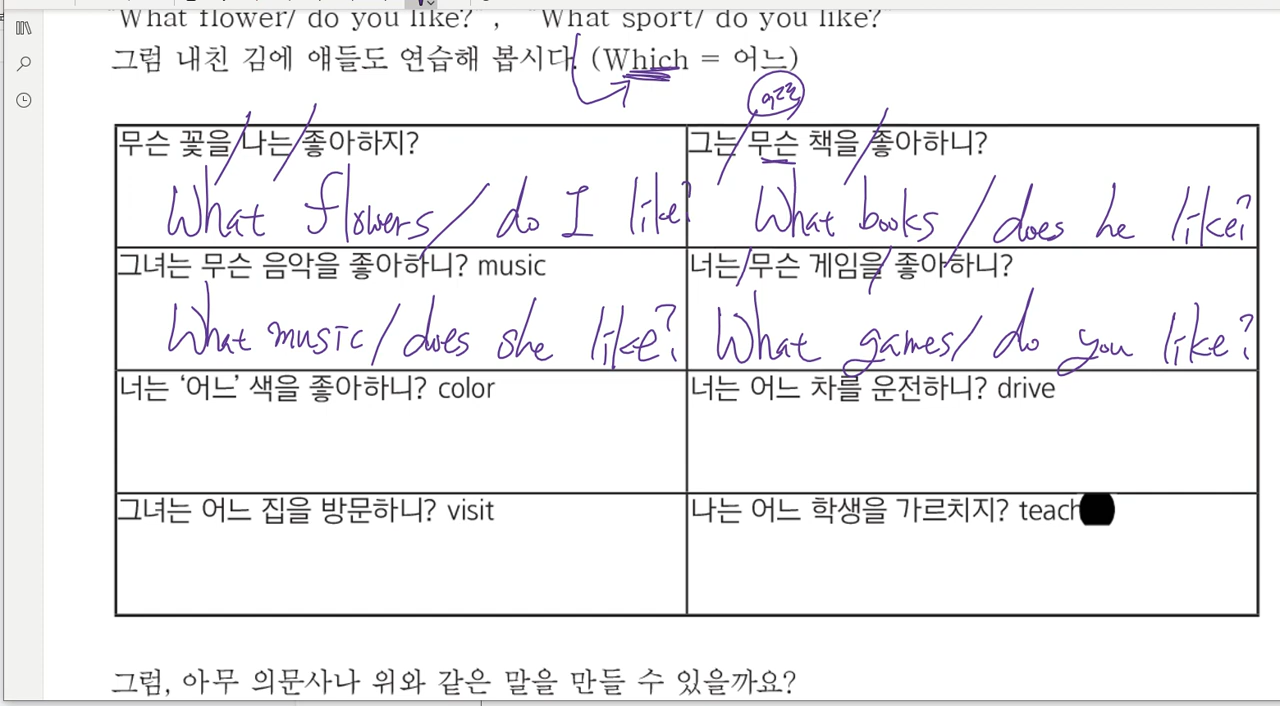 "What flower/ do you like?", "What sport/ do you like?"
그럼 내친 김에 얘들도 연습해 봅시다. (Which = 어느)
무슨 꽃을 나는 좋아하지?
What flowers / do I like?
그는 무슨 책을 좋아하니?
What books / does he like?
그녀는 무슨 음악을 좋아하니? music
What music / does she like?
너는 무슨 게임을 좋아하니?
What games / do you like?
너는 '어느' 색을 좋아하니? color
너는 어느 차를 운전하니? drive
그녀는 어느 집을 방문하니? visit
나는 어느 학생을 가르치지? teach
그럼, 아무 의문사나 위와 같은 말을 만들 수 있을까요?